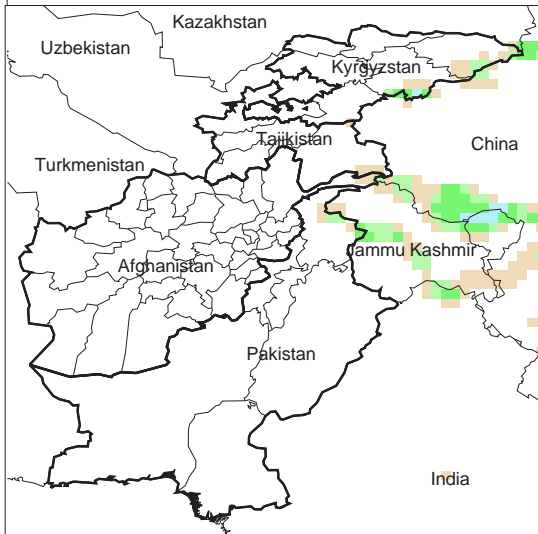 Kazakhstan
Uzbekistan
Kyrgyzstan
Tajikistan
China
Turkmenistan
Jammu Kashmir
Afghanistan
Pakistan
India